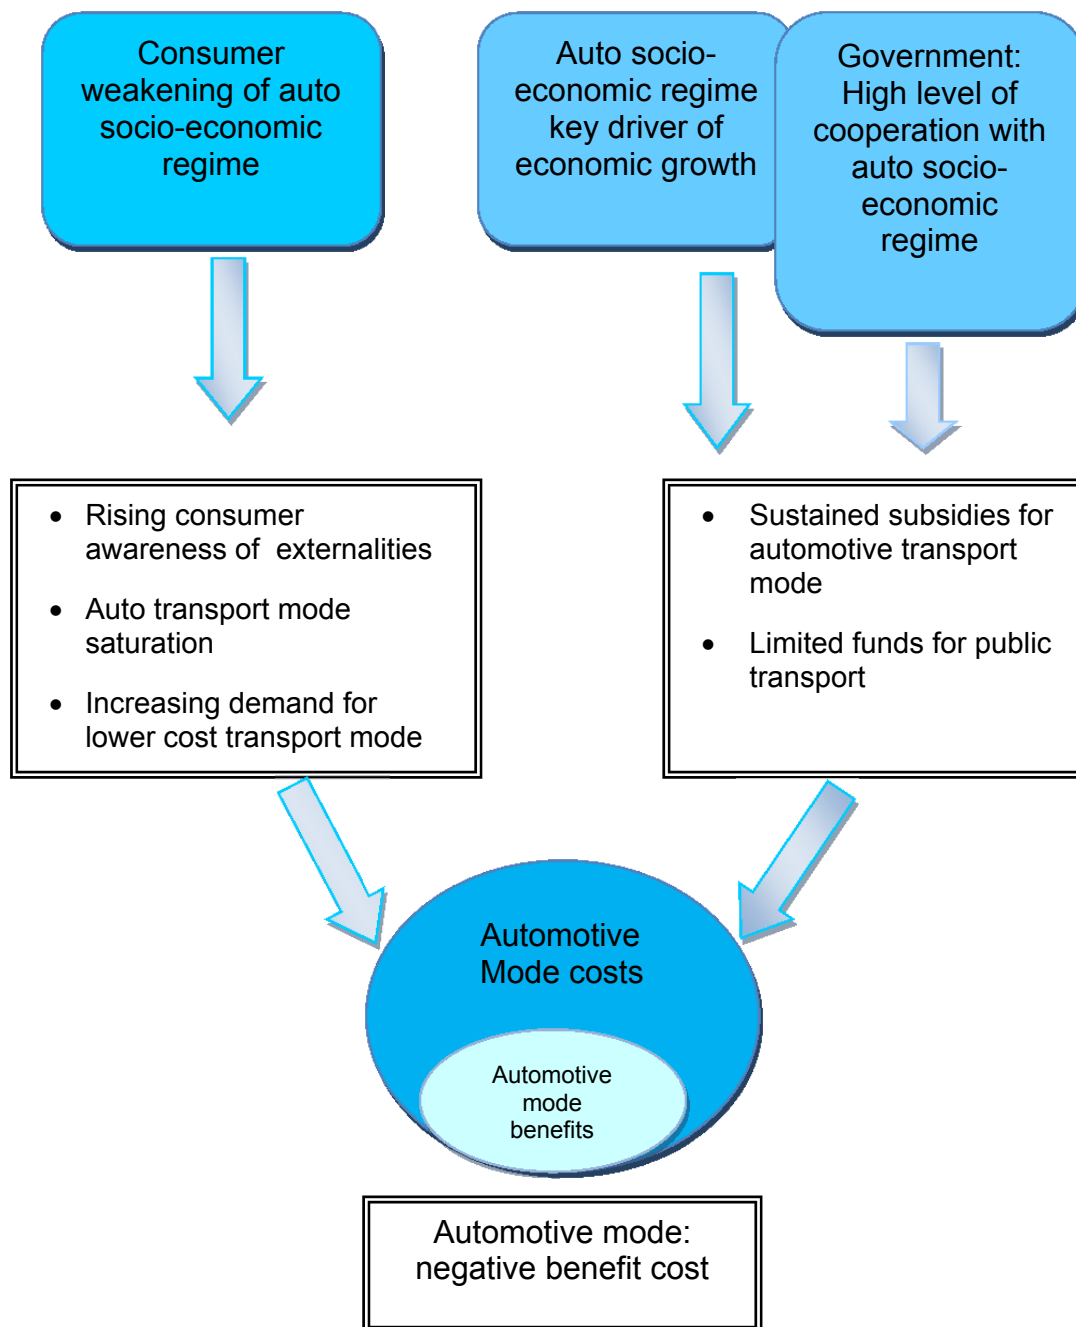 Consumer
weakening of auto
socio-economic
regime
Auto socio-
economic regime
key driver of
economic growth
Government:
High level of
cooperation with
auto socio-
economic
regime
• Rising consumer
awareness of  externalities
• Auto transport mode
saturation
• Increasing demand for
lower cost transport mode
• Sustained subsidies for
automotive transport
mode
• Limited funds for public
transport
Automotive
Mode costs
Automotive
mode
benefits
Automotive mode:
negative benefit cost